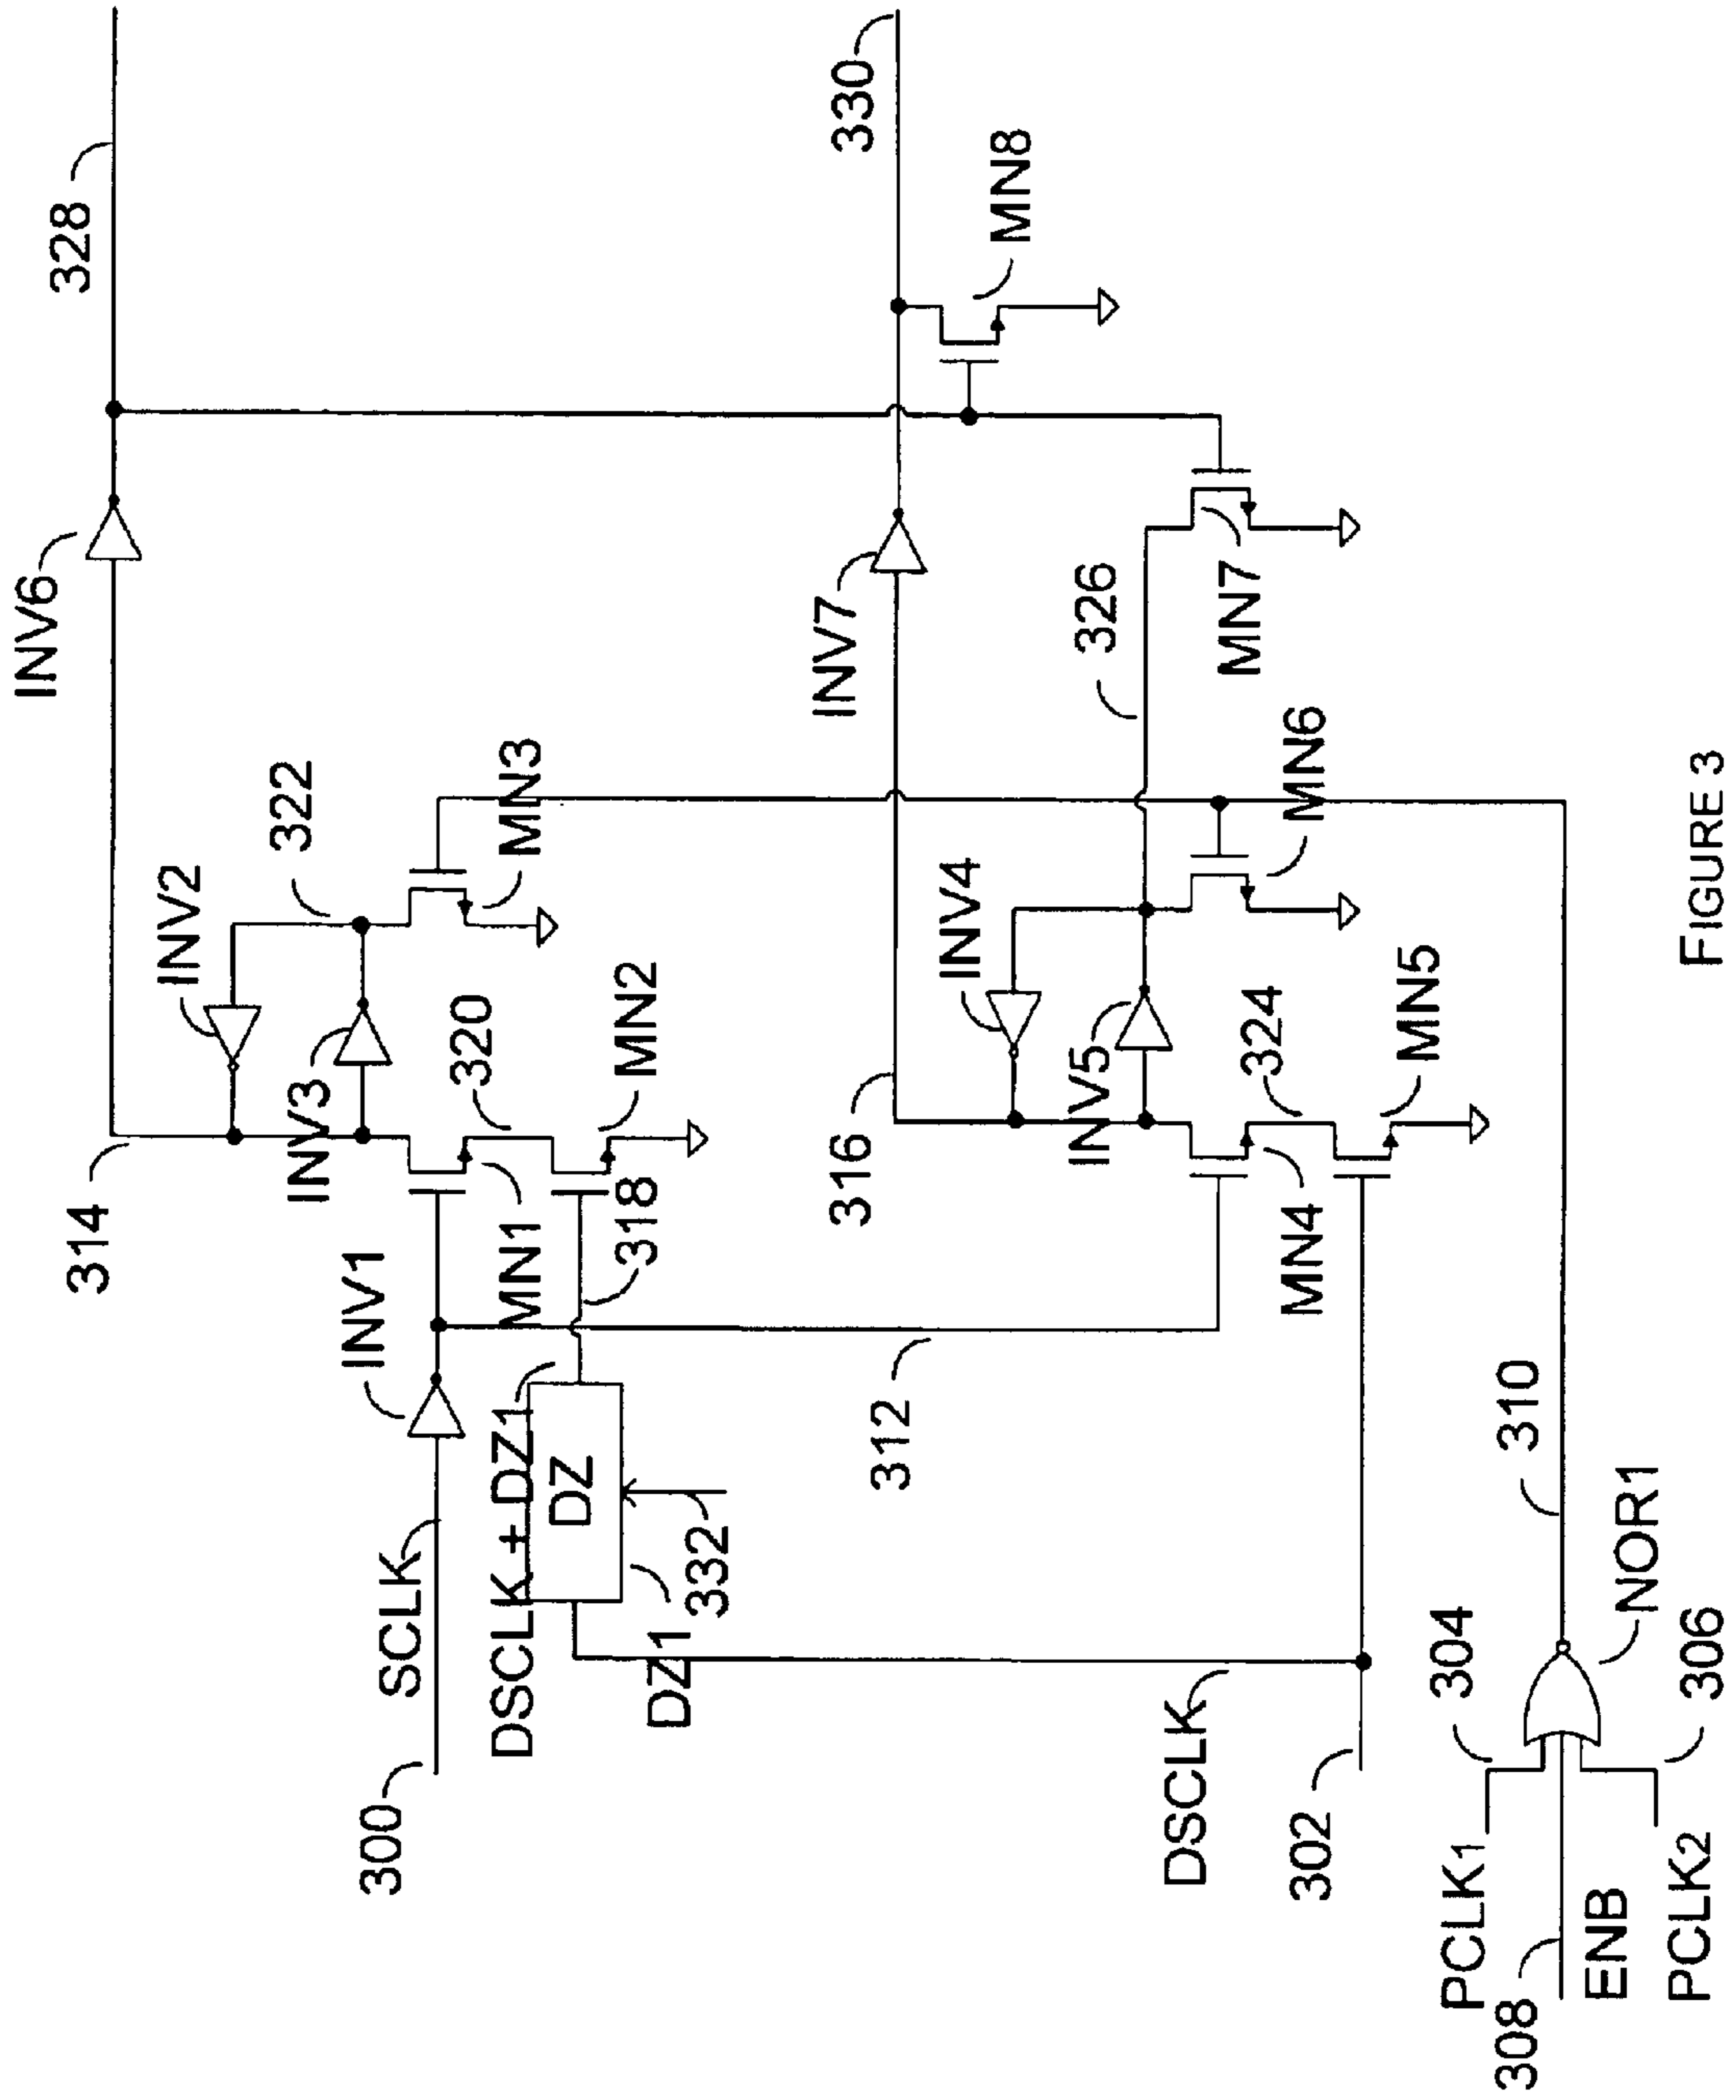 328
INV6
330
MN8
INV2
322
314
INV3
MN3
INV7
INV1
320
MN1
MN2
318
SCLK
300
DSCLK+DZ1
DZ
332
DZ1
316
312
INV4
326
INV5
MN7
324
MN6
MN4
MN5
DSCLK
302
310
PCLK1
304
308
ENB
NOR1
PCLK2
306
FIGURE 3